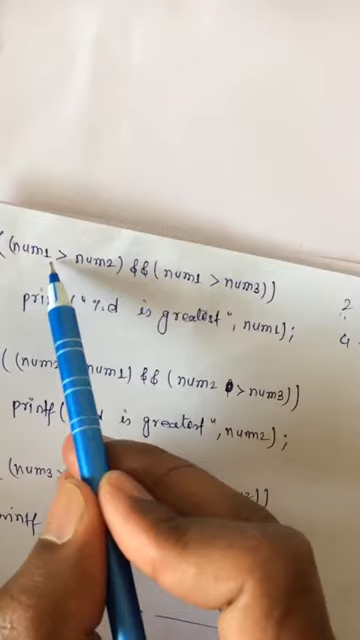 ((num1 > num2) && (num1 > num3))
printf("%d is greatest", num1);
((num2 > num1) && (num2 > num3))
printf("%d is greatest", num2);
(num3>
printf